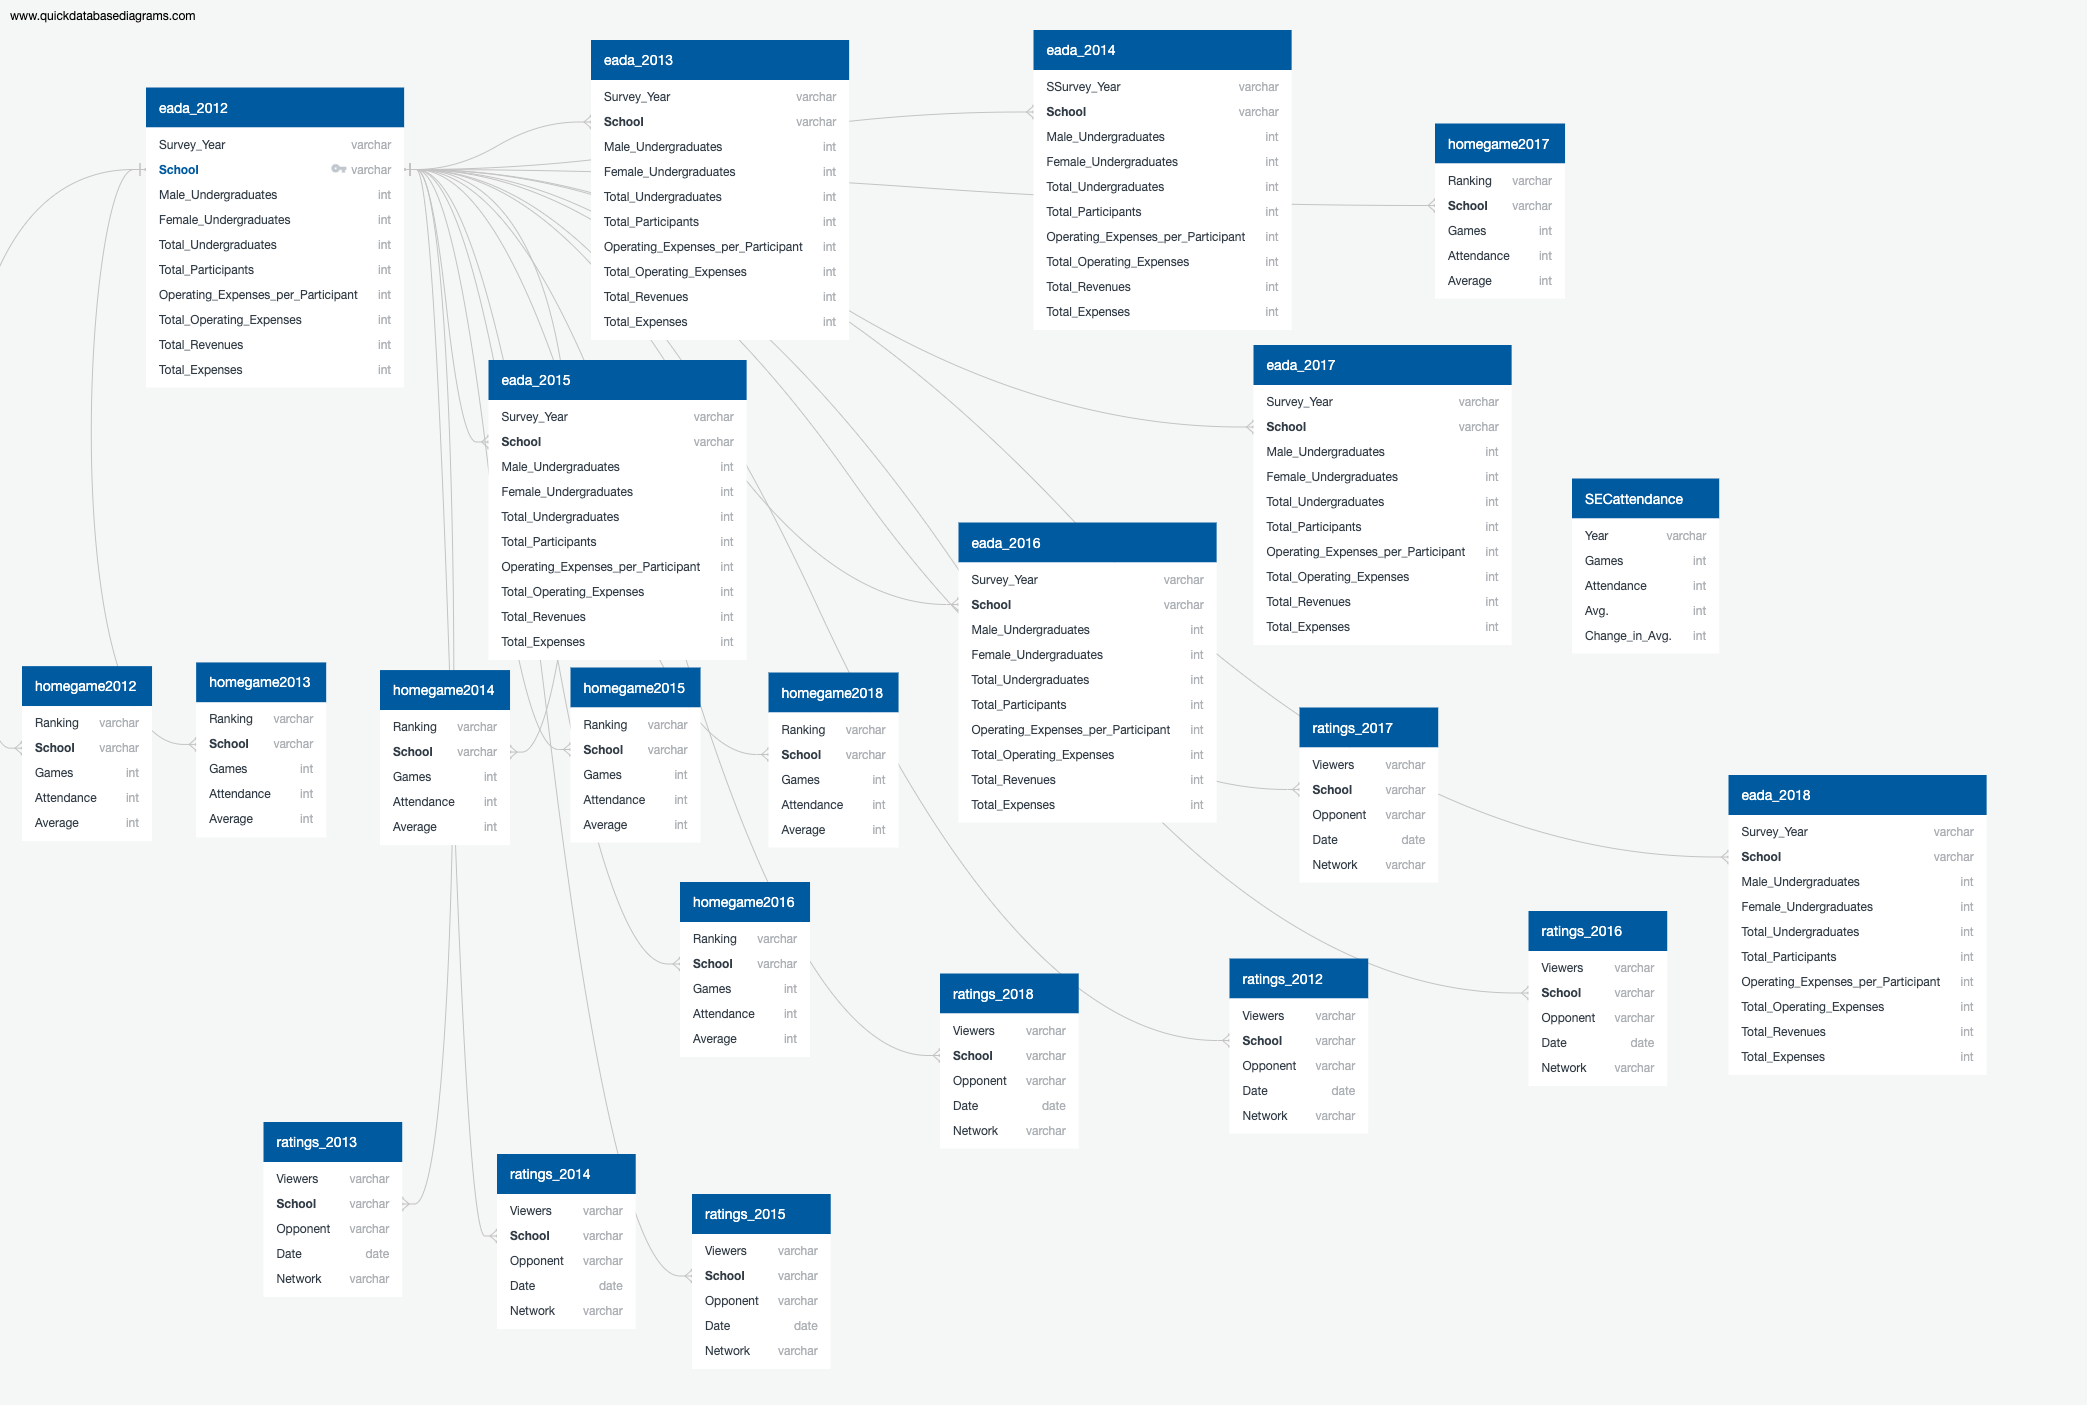 www.quickdatabasediagrams.com
eada_2012
Survey_Year varchar
School varchar
Male_Undergraduates int
Female_Undergraduates int
Total_Undergraduates int
Total_Participants int
Operating_Expenses_per_Participant int
Total_Operating_Expenses int
Total_Revenues int
Total_Expenses int
eada_2013
Survey_Year varchar
School varchar
Male_Undergraduates int
Female_Undergraduates int
Total_Undergraduates int
Total_Participants int
Operating_Expenses_per_Participant int
Total_Operating_Expenses int
Total_Revenues int
Total_Expenses int
eada_2014
SSurvey_Year varchar
School varchar
Male_Undergraduates int
Female_Undergraduates int
Total_Undergraduates int
Total_Participants int
Operating_Expenses_per_Participant int
Total_Operating_Expenses int
Total_Revenues int
Total_Expenses int
homegame2017
Ranking varchar
School varchar
Games int
Attendance int
Average int
eada_2015
Survey_Year varchar
School varchar
Male_Undergraduates int
Female_Undergraduates int
Total_Undergraduates int
Total_Participants int
Operating_Expenses_per_Participant int
Total_Operating_Expenses int
Total_Revenues int
Total_Expenses int
eada_2017
Survey_Year varchar
School varchar
Male_Undergraduates int
Female_Undergraduates int
Total_Undergraduates int
Total_Participants int
Operating_Expenses_per_Participant int
Total_Operating_Expenses int
Total_Revenues int
Total_Expenses int
SECattendance
Year varchar
Games int
Attendance int
Avg. int
Change_in_Avg. int
eada_2016
Survey_Year varchar
School varchar
Male_Undergraduates int
Female_Undergraduates int
Total_Undergraduates int
Total_Participants int
Operating_Expenses_per_Participant int
Total_Operating_Expenses int
Total_Revenues int
Total_Expenses int
homegame2012
Ranking varchar
School varchar
Games int
Attendance int
Average int
homegame2013
Ranking varchar
School varchar
Games int
Attendance int
Average int
homegame2014
Ranking varchar
School varchar
Games int
Attendance int
Average int
homegame2015
Ranking varchar
School varchar
Games int
Attendance int
Average int
homegame2018
Ranking varchar
School varchar
Games int
Attendance int
Average int
ratings_2017
Viewers varchar
School varchar
Opponent varchar
Date date
Network varchar
eada_2018
Survey_Year varchar
School varchar
Male_Undergraduates int
Female_Undergraduates int
Total_Undergraduates int
Total_Participants int
Operating_Expenses_per_Participant int
Total_Operating_Expenses int
Total_Revenues int
Total_Expenses int
homegame2016
Ranking varchar
School varchar
Games int
Attendance int
Average int
ratings_2018
Viewers varchar
School varchar
Opponent varchar
Date date
Network varchar
ratings_2012
Viewers varchar
School varchar
Opponent varchar
Date date
Network varchar
ratings_2016
Viewers varchar
School varchar
Opponent varchar
Date date
Network varchar
ratings_2013
Viewers varchar
School varchar
Opponent varchar
Date date
Network varchar
ratings_2014
Viewers varchar
School varchar
Opponent varchar
Date date
Network varchar
ratings_2015
Viewers varchar
School varchar
Opponent varchar
Date date
Network varchar